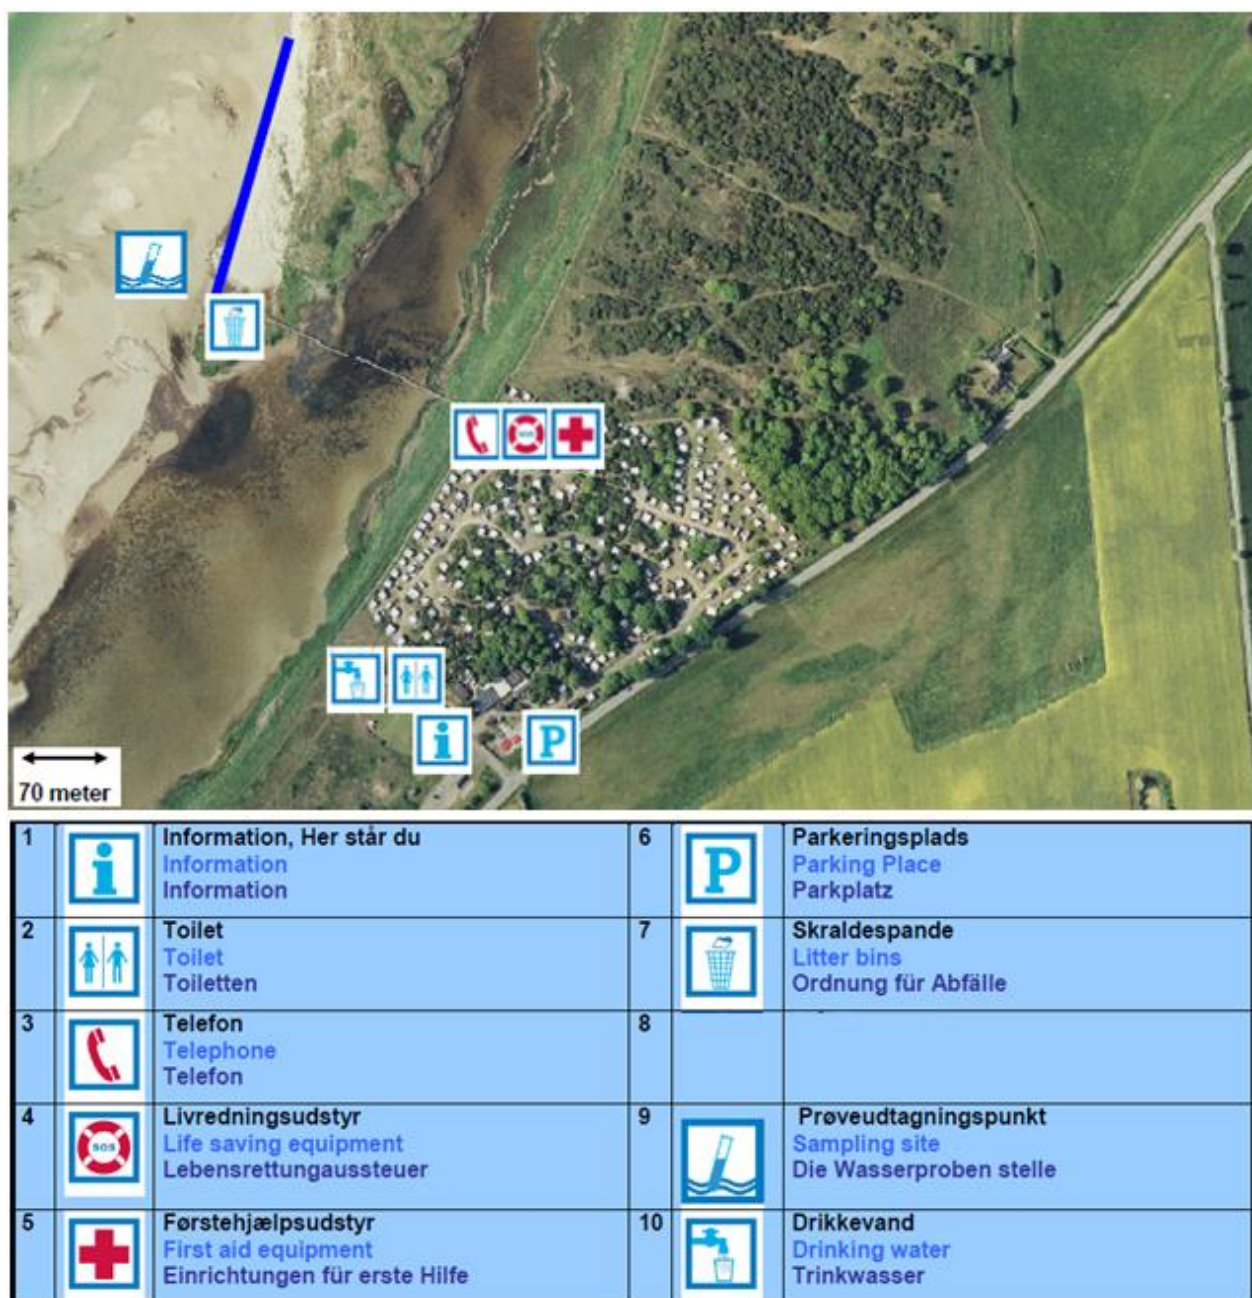 SOS
P
i
70 meter
1
i
Information, Her står du
Information
Information
6
P
Parkeringsplads
Parking Place
Parkplatz
2
Toilet
Toilet
Toiletten
7
Skraldespande
Litter bins
Ordnung für Abfälle
3
Telefon
Telephone
Telefon
8
4
SOS
Livredningsudstyr
Life saving equipment
Lebensrettungaussteuer
9
Prøveudtagningspunkt
Sampling site
Die Wasserproben stelle
5
Førstehjælpsudstyr
First aid equipment
Einrichtungen für erste Hilfe
10
Drikkevand
Drinking water
Trinkwasser